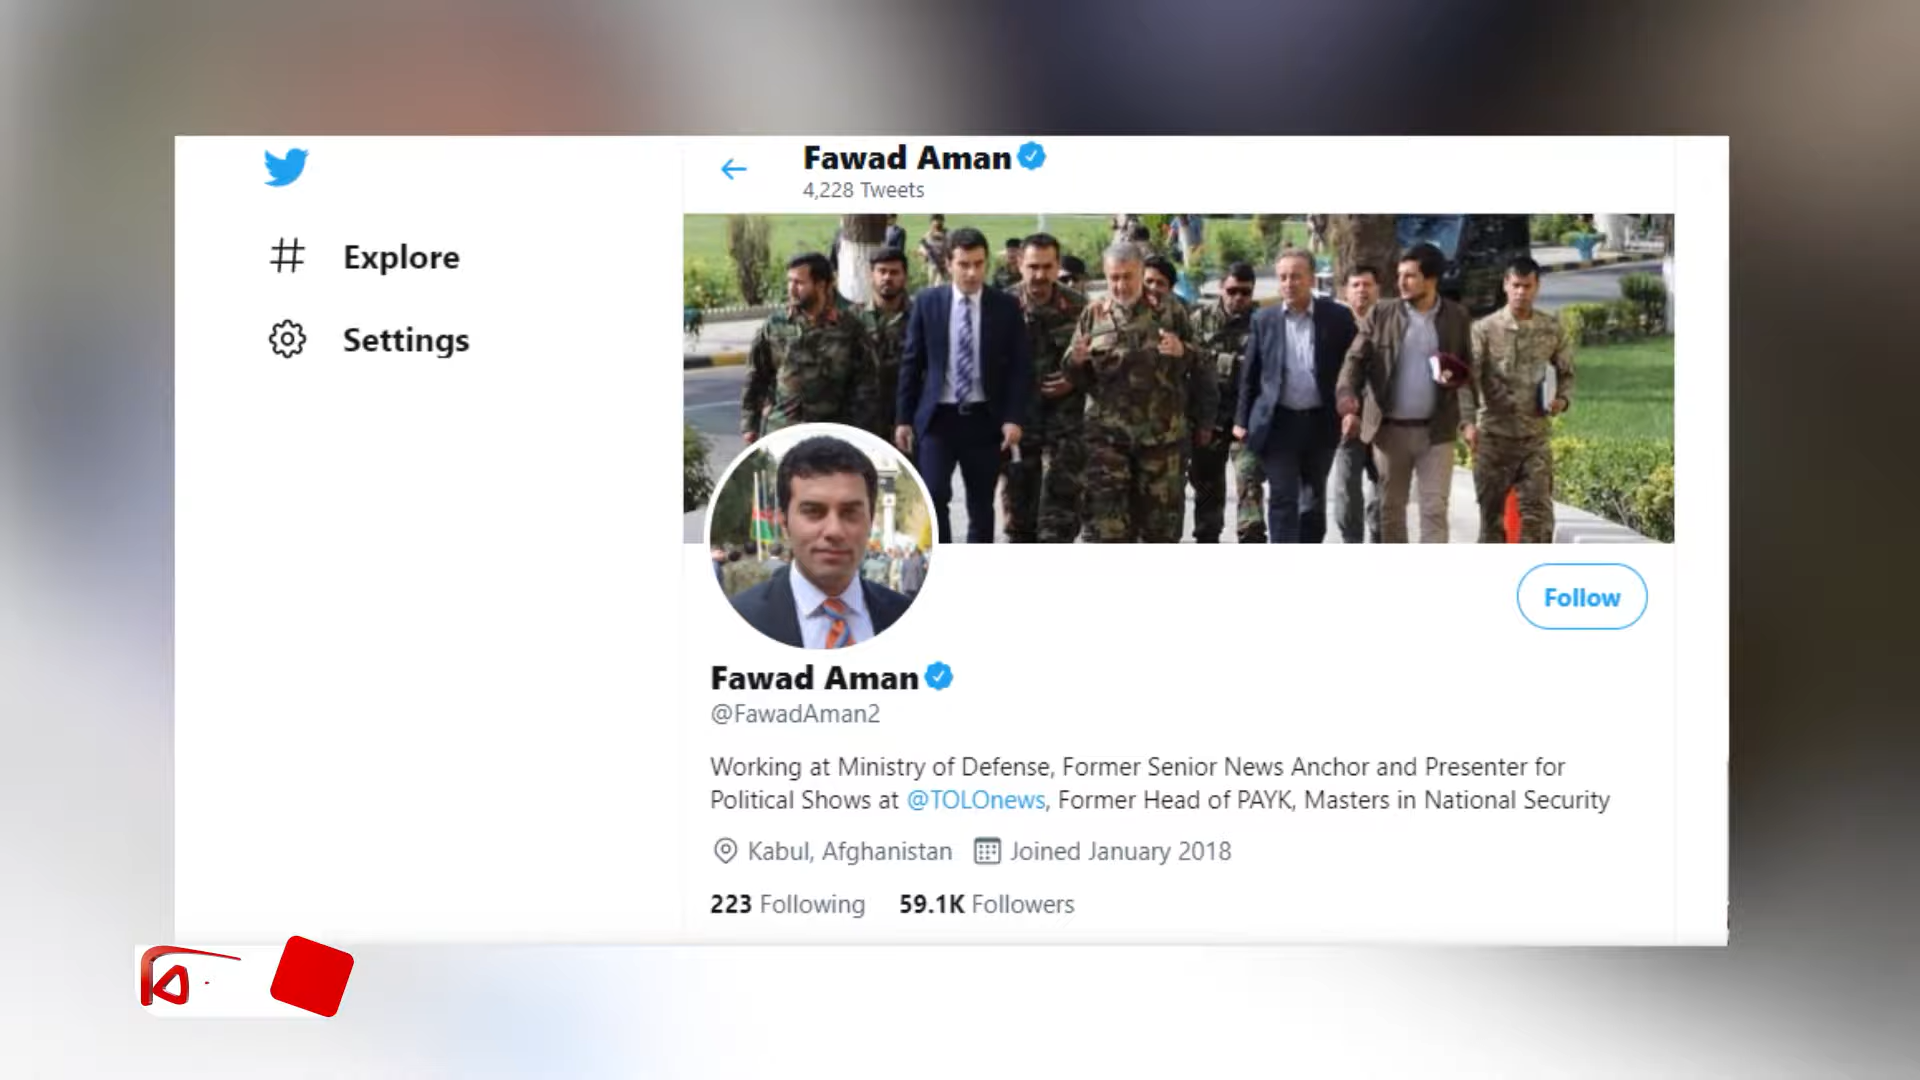 Fawad Aman
4,228 Tweets
# Explore
Settings
Follow
Fawad Aman
@FawadAman2
Working at Ministry of Defense, Former Senior News Anchor and Presenter for
Political Shows at @TOLOnews, Former Head of PAYK, Masters in National Security
Kabul, Afghanistan Joined January 2018
223 Following 59.1K Followers